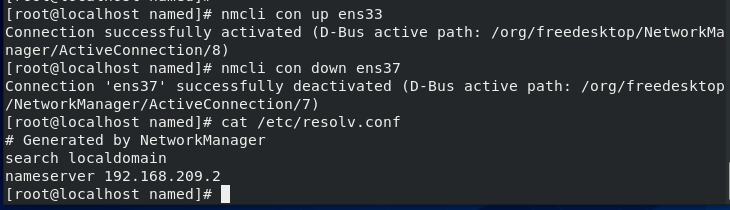 [root@localhost named]# nmcli con up ens33
Connection successfully activated (D-Bus active path: /org/freedesktop/NetworkMa
nager/ActiveConnection/8)
[root@localhost named]# nmcli con down ens37
Connection 'ens37' successfully deactivated (D-Bus active path: /org/freedesktop
/NetworkManager/ActiveConnection/7)
[root@localhost named]# cat /etc/resolv.conf
# Generated by NetworkManager
search localdomain
nameserver 192.168.209.2
[root@localhost named]#